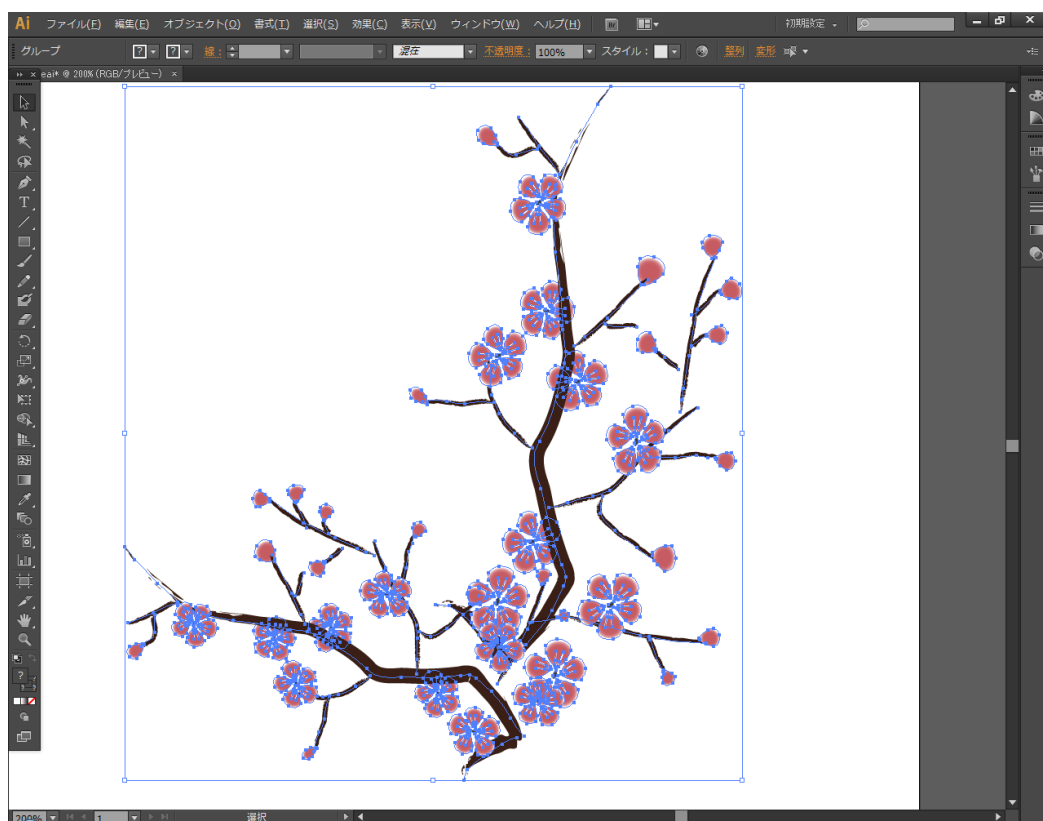 Ai ファイル(F) 編集(E) オブジェクト(O) 書式(T) 選択(S) 効果(C) 表示(V) ウィンドウ(W) ヘルプ(H) Br 初期設定
グループ ? ? 線: 混在 不透明度: 100% スタイル: 整列 変形
eai* @ 200% (RGB/プレビュー) ×
T
?
200% 1 選択